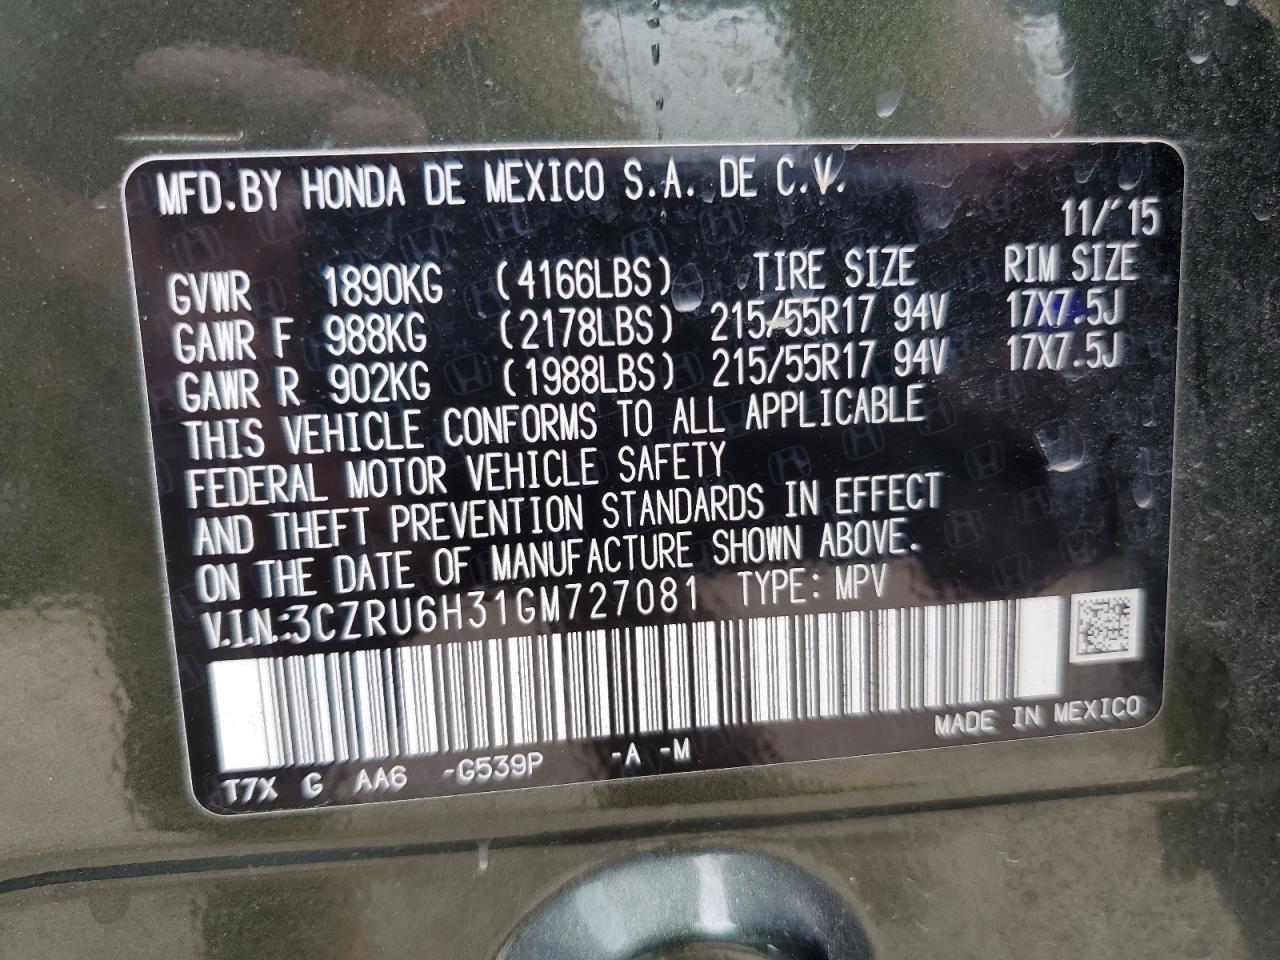 MFD.BY HONDA DE MEXICO S.A. DE C.V.
11/'15
GVWR 1890KG (4166LBS) TIRE SIZE RIM SIZE
GAWR F 988KG (2178LBS) 215/55R17 94V 17X7.5J
GAWR R 902KG (1988LBS) 215/55R17 94V 17X7.5J
THIS VEHICLE CONFORMS TO ALL APPLICABLE
FEDERAL MOTOR VEHICLE SAFETY
AND THEFT PREVENTION STANDARDS IN EFFECT
ON THE DATE OF MANUFACTURE SHOWN ABOVE.
V.I.N.:3CZRU6H31GM727081 TYPE: MPV
MADE IN MEXICO
T7X G AA6 -G539P -A -M